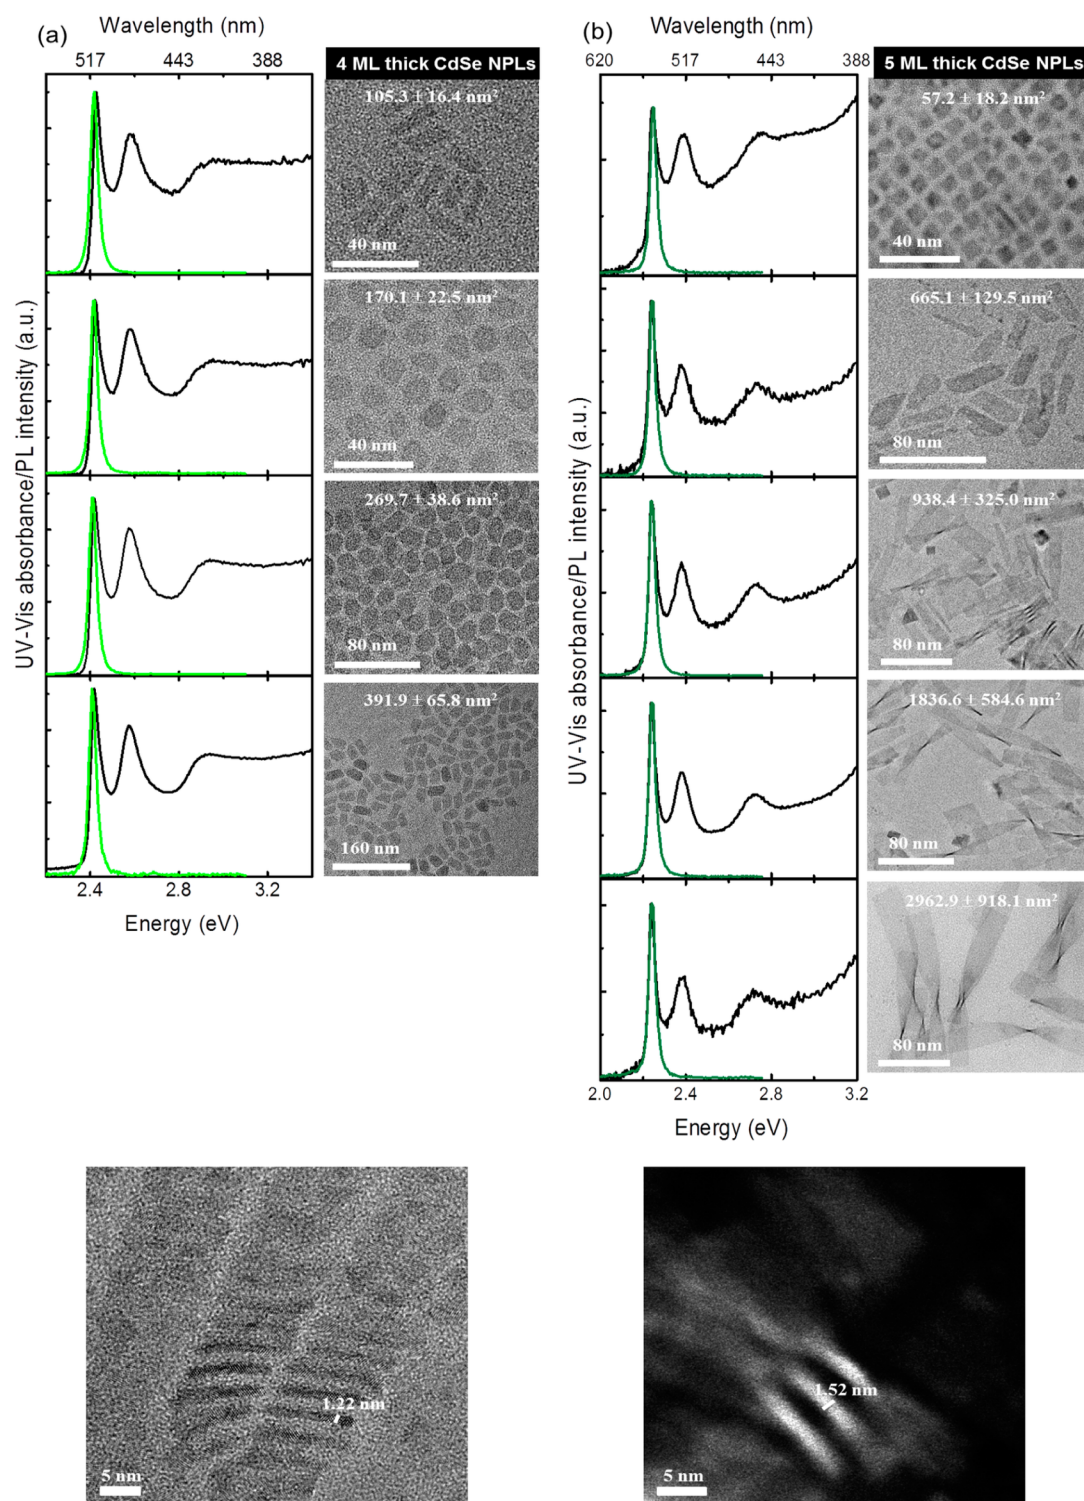 (a)
Wavelength (nm)
517 443 388
4 ML thick CdSe NPLs
UV-Vis absorbance/PL intensity (a.u.)
105.3 ± 16.4 nm²
40 nm
170.1 ± 22.5 nm²
40 nm
269.7 ± 38.6 nm²
80 nm
391.9 ± 65.8 nm²
160 nm
2.4 2.8 3.2
Energy (eV)
(b)
Wavelength (nm)
620 517 443 388
5 ML thick CdSe NPLs
UV-Vis absorbance/PL intensity (a.u.)
57.2 ± 18.2 nm²
40 nm
665.1 ± 129.5 nm²
80 nm
938.4 ± 325.0 nm²
80 nm
1836.6 ± 584.6 nm²
80 nm
2962.9 ± 918.1 nm²
80 nm
2.0 2.4 2.8 3.2
Energy (eV)
1.22 nm
5 nm
1.52 nm
5 nm